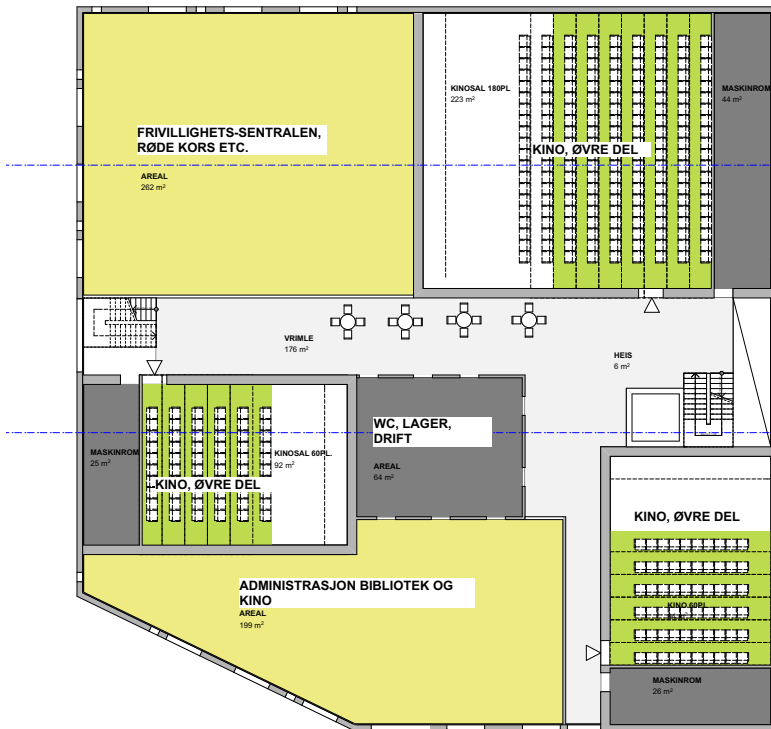 KINOSAL 180PL
223 m²
MASKINROM
44 m²
FRIVILLIGHETS-SENTRALEN,
RØDE KORS ETC.
KINO, ØVRE DEL
AREAL
262 m²
VRIMLE
176 m²
HEIS
6 m²
WC, LAGER,
DRIFT
MASKINROM
25 m²
KINOSAL 60PL.
92 m²
AREAL
64 m²
KINO, ØVRE DEL
KINO, ØVRE DEL
ADMINISTRASJON BIBLIOTEK OG
KINO
AREAL
199 m²
KINO 60PL
MASKINROM
26 m²